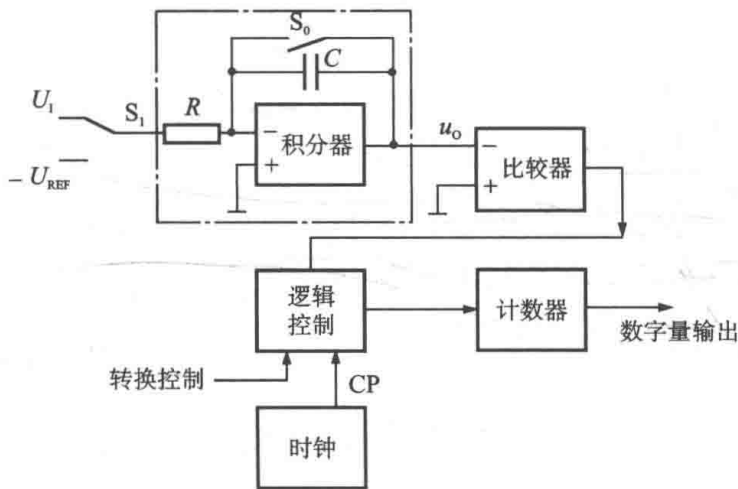 S₀
C
U₁
S₁
R
−
积分器
+
u₀
−
比较器
+
− U_REF
逻辑
控制
计数器
数字量输出
转换控制
CP
时钟